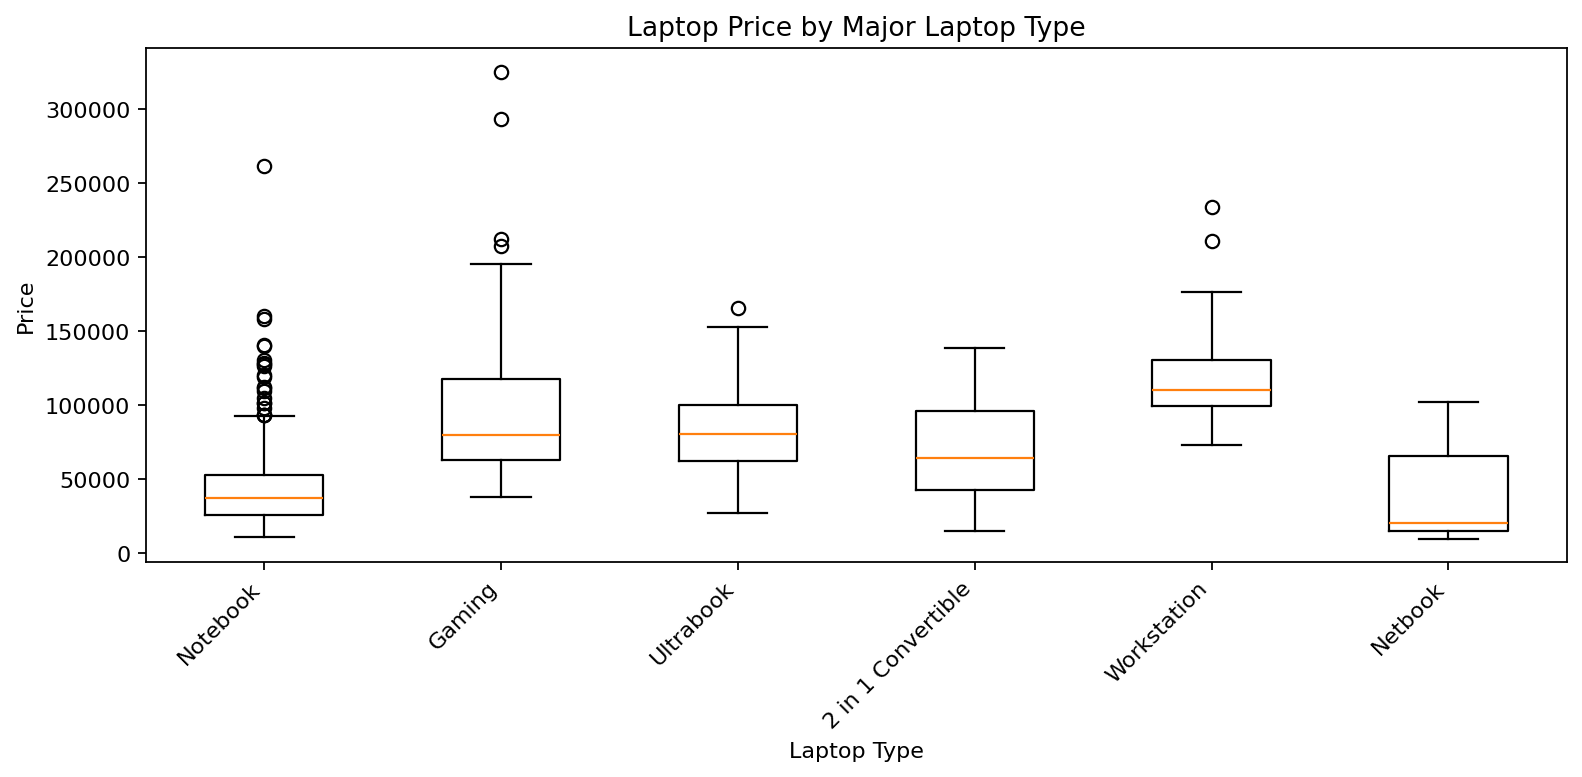 Laptop Price by Major Laptop Type
Price
300000
250000
200000
150000
100000
50000
0
Notebook
Gaming
Ultrabook
2 in 1 Convertible
Workstation
Netbook
Laptop Type